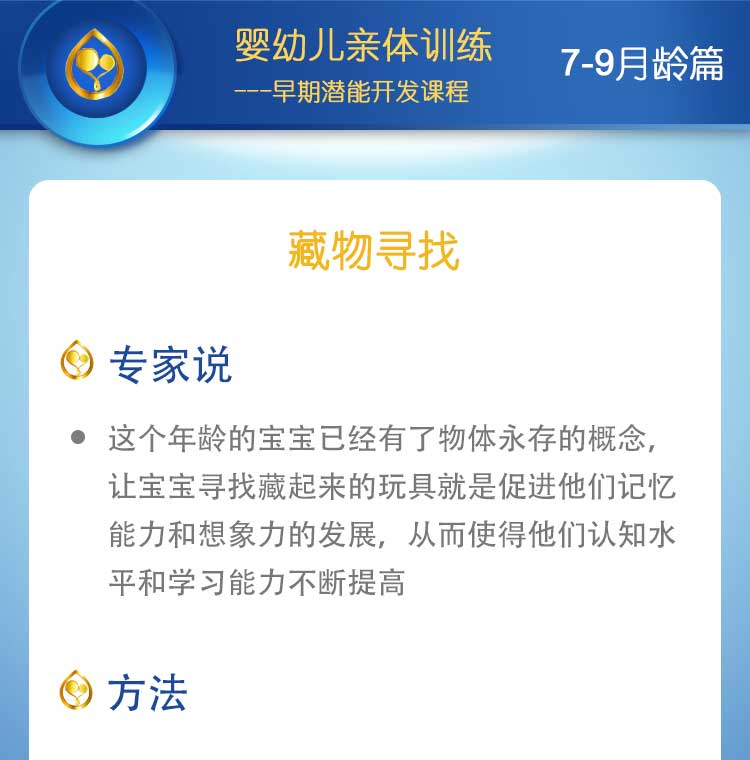 婴幼儿亲体训练
---早期潜能开发课程
7-9月龄篇
藏物寻找
专家说
这个年龄的宝宝已经有了物体永存的概念,
让宝宝寻找藏起来的玩具就是促进他们记忆
能力和想象力的发展,从而使得他们认知水
平和学习能力不断提高
方法